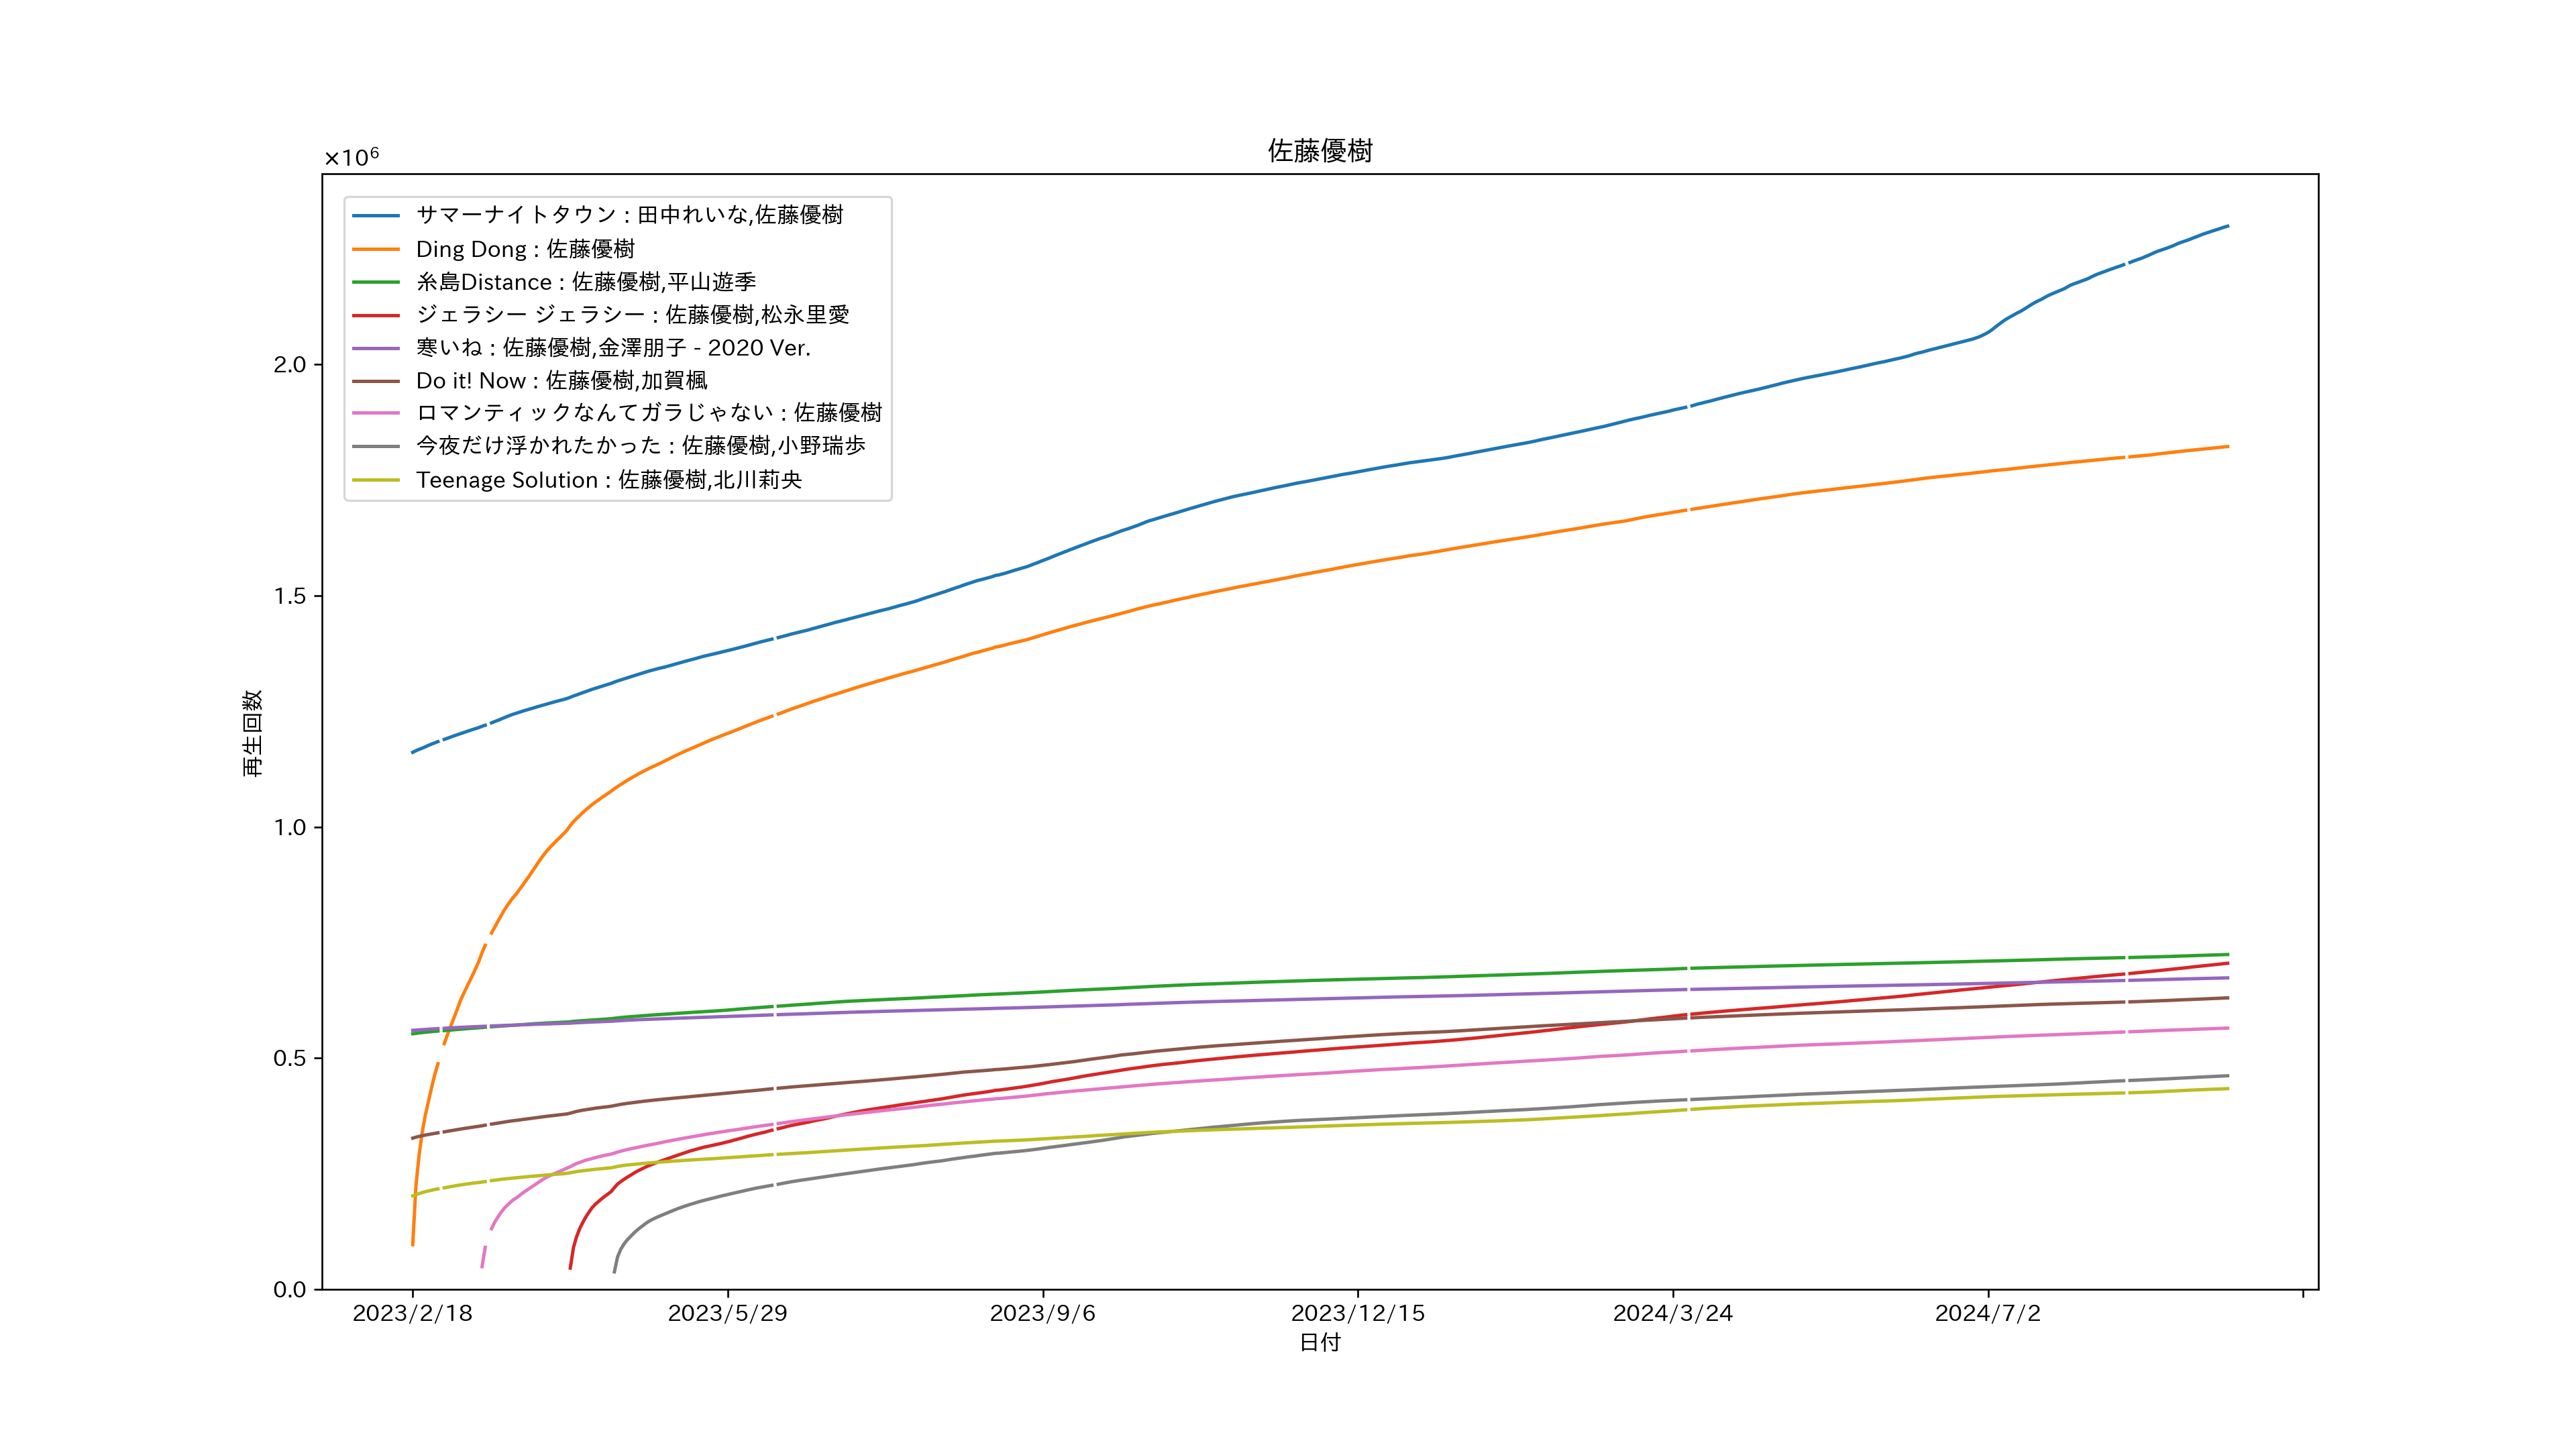 佐藤優樹
×10⁶
サマーナイトタウン : 田中れいな,佐藤優樹
Ding Dong : 佐藤優樹
糸島Distance : 佐藤優樹,平山遊季
ジェラシー ジェラシー : 佐藤優樹,松永里愛
寒いね : 佐藤優樹,金澤朋子 - 2020 Ver.
Do it! Now : 佐藤優樹,加賀楓
ロマンティックなんてガラじゃない : 佐藤優樹
今夜だけ浮かれたかった : 佐藤優樹,小野瑞歩
Teenage Solution : 佐藤優樹,北川莉央
2.0
1.5
1.0
0.5
0.0
再生回数
2023/2/18 2023/5/29 2023/9/6 2023/12/15 2024/3/24 2024/7/2
日付